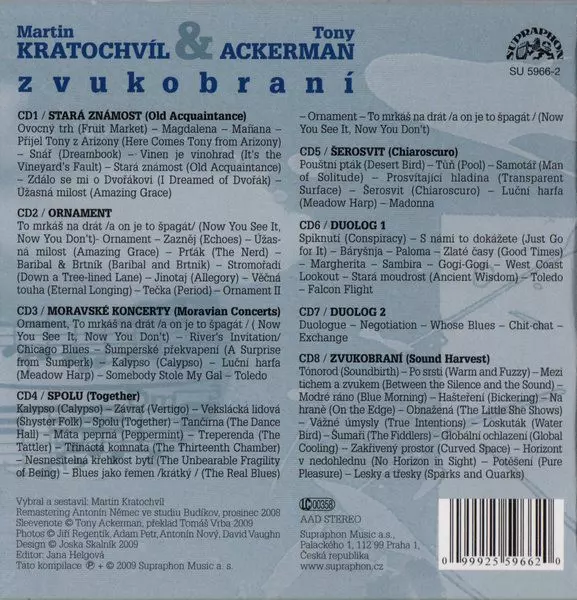 Martin Tony
KRATOCHVÍL & ACKERMAN
zvukobraní
SUPRAPHON
SU 5966-2
CD1 / STARÁ ZNÁMOST (Old Acquaintance)
Ovocný trh (Fruit Market) – Magdalena – Mañana –
Přijel Tony z Arizony (Here Comes Tony from Arizony)
– Snář (Dreambook) – Vinen je vinohrad (It's the
Vineyard's Fault) – Stará známost (Old Acquaintance)
– Zdálo se mi o Dvořákovi (I Dreamed of Dvořák) –
Úžasná milost (Amazing Grace)
CD2 / ORNAMENT
To mrkáš na drát /a on je to špagát/ (Now You See It,
Now You Don't)- Ornament – Zazněj (Echoes) – Užas-
ná milost (Amazing Grace) – Prťák (The Nerd) –
Baribal & Brtník (Baribal and Brtnik) – Stromořadí
(Down a Tree-lined Lane) – Jinotaj (Allegory) – Věčná
touha (Eternal Longing) – Tečka (Period) – Ornament II
CD3 / MORAVSKÉ KONCERTY (Moravian Concerts)
Ornament, To mrkáš na drát /a on je to špagát / ( Now
You See It, Now You Don't) – River's Invitation/
Chicago Blues – Šumperské překvapení (A Surprise
from Šumperk) – Kalypso (Calypso) – Luční harfa
(Meadow Harp) – Somebody Stole My Gal – Toledo
CD4 / SPOLU (Together)
Kalypso (Calypso) – Závrať (Vertigo) – Vekslácká lidová
(Shyster Folk) – Spolu (Together) – Tančírna (The Dance
Hall) – Máta peprná (Peppermint) – Treperenda (The
Tattler) – Třináctá komnata (The Thirteenth Chamber)
– Nesnesitelná křehkost bytí (The Unbearable Fragility
of Being) – Blues jako řemen /krátký/ (The Real Blues)
– Ornament – To mrkáš na drát /a on je to špagát / (Now
You See It, Now You Don't)
CD5 / ŠEROSVIT (Chiaroscuro)
Pouštní pták (Desert Bird) – Tůň (Pool) – Samotář (Man
of Solitude) – Prosvítající hladina (Transparent
Surface) – Šerosvit (Chiaroscuro) – Luční harfa
(Meadow Harp) – Madonna
CD6 / DUOLOG 1
Spiknutí (Conspiracy) – S námi to dokážete (Just Go
for It) – Báryšnja – Paloma – Zlaté časy (Good Times)
– Margherita – Sambira – Gogi-Gogi – West Coast
Lookout – Stará moudrost (Ancient Wisdom) – Toledo
– Falcon Flight
CD7 / DUOLOG 2
Duologue – Negotiation – Whose Blues – Chit-chat –
Exchange
CD8 / ZVUKOBRANÍ (Sound Harvest)
Tónorod (Soundbirth) – Po srsti (Warm and Fuzzy) – Mezi
tichem a zvukem (Between the Silence and the Sound) –
Modré ráno (Blue Morning) – Hašteření (Bickering) – Na
hraně (On the Edge) – Obnažená (The Little She Shows)
– Vážné úmysly (True Intentions) – Loskuták (Water
Bird) – Šumaři (The Fiddlers) – Globální ochlazení (Global
Cooling) – Zakřivený prostor (Curved Space) – Horizont
v nedohlednu (No Horizon in Sight) – Potěšení (Pure
Pleasure) – Lesky a třesky (Sparks and Quarks)
Vybral a sestavil: Martin Kratochvíl
Remastering Antonín Němec ve studiu Budíkov, prosinec 2008
Sleevenote © Tony Ackerman, překlad Tomáš Vrba 2009
Photos © Jiří Regentík, Adam Petr, Antonín Nový, David Vaughn
Design © Joska Skalník 2009
Editor: Jana Helgová
Tato kompilace Ⓟ + © 2009 Supraphon Music a. s.
LC 00358
AAD STEREO
Supraphon Music a.s.,
Palackého 1, 112 99 Praha 1,
Česká republika
www.supraphon.com
0 99925 59662 0